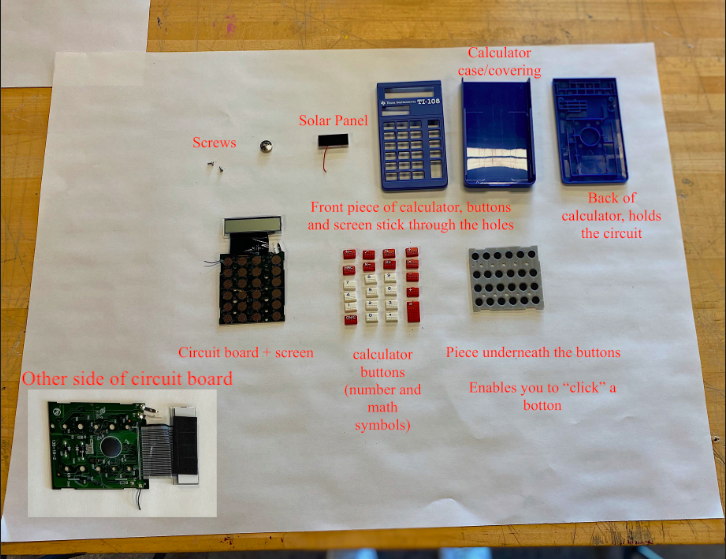 Calculator
case/covering
Solar Panel
Screws
TI-108
Front piece of calculator, buttons
and screen stick through the holes
Back of
calculator, holds
the circuit
Circuit board + screen
calculator
buttons
(number and
math
symbols)
Piece underneath the buttons
Enables you to “click” a
botton
Other side of circuit board